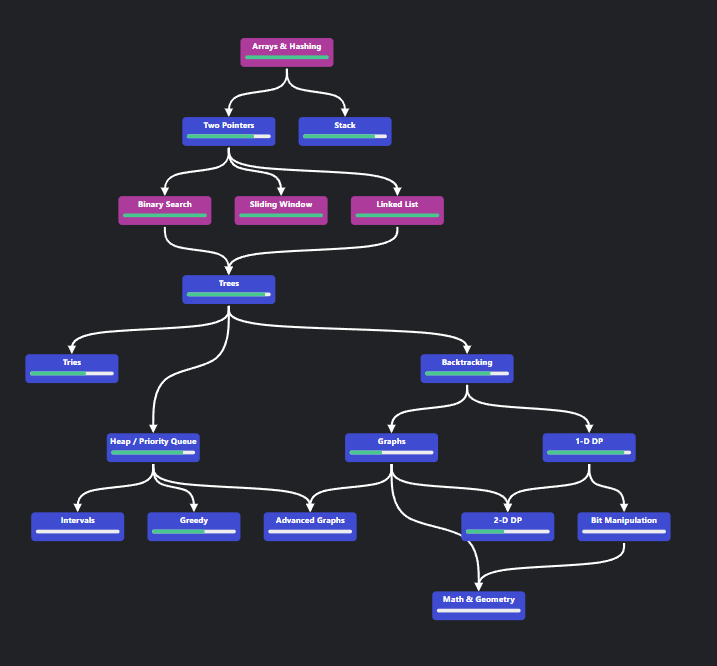 Arrays & Hashing
Two Pointers
Stack
Binary Search
Sliding Window
Linked List
Trees
Tries
Backtracking
Heap / Priority Queue
Graphs
1-D DP
Intervals
Greedy
Advanced Graphs
2-D DP
Bit Manipulation
Math & Geometry